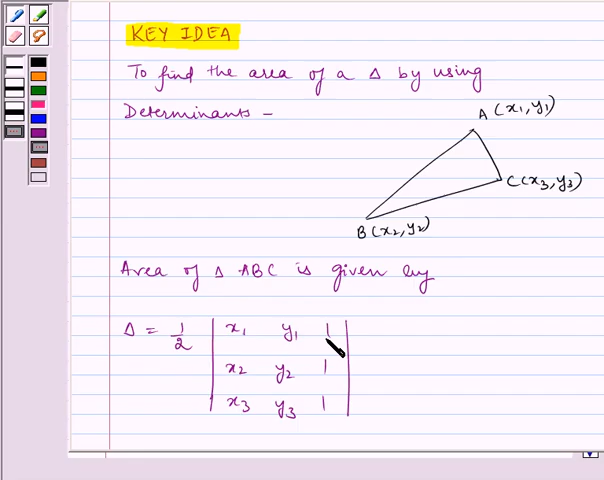 KEY IDEA
To find the area of a Δ by using
Determinants –
A (x₁, y₁)
C (x₃, y₃)
B (x₂, y₂)
Area of Δ ABC is given by
Δ = 1/2 | x₁ y₁ 1 |
| x₂ y₂ 1 |
| x₃ y₃ 1 |